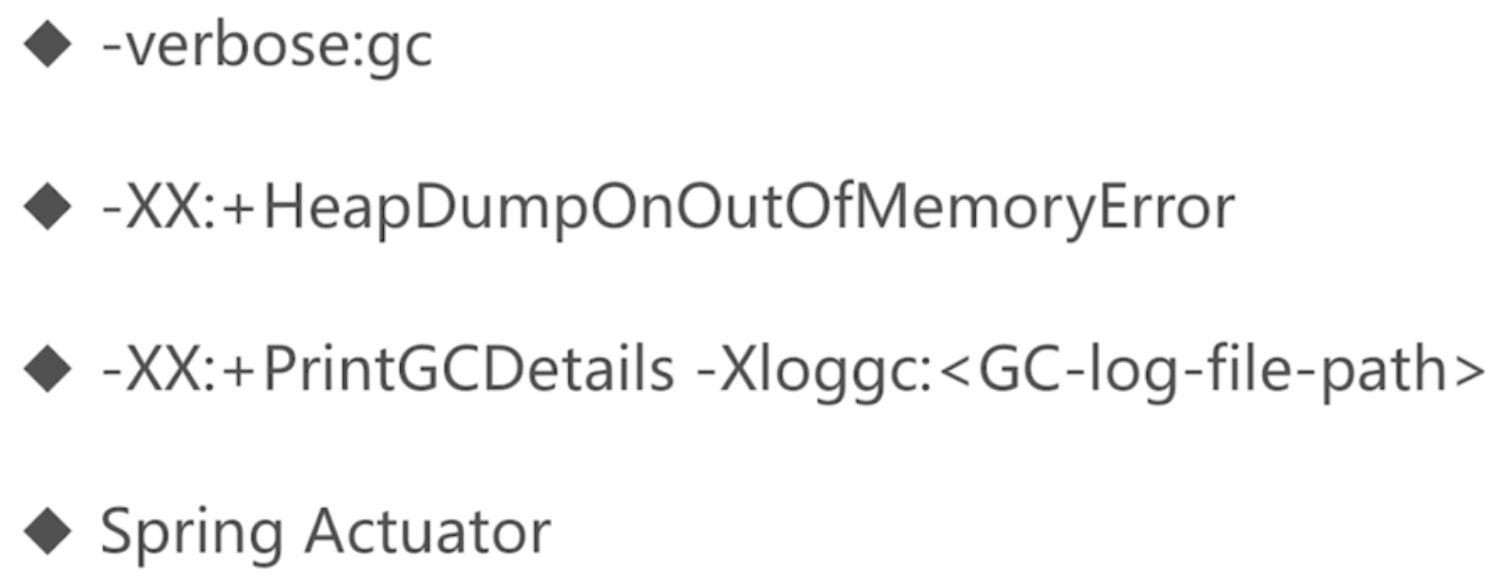 ◆ -verbose:gc
◆ -XX:+HeapDumpOnOutOfMemoryError
◆ -XX:+PrintGCDetails -Xloggc:<GC-log-file-path>
◆ Spring Actuator